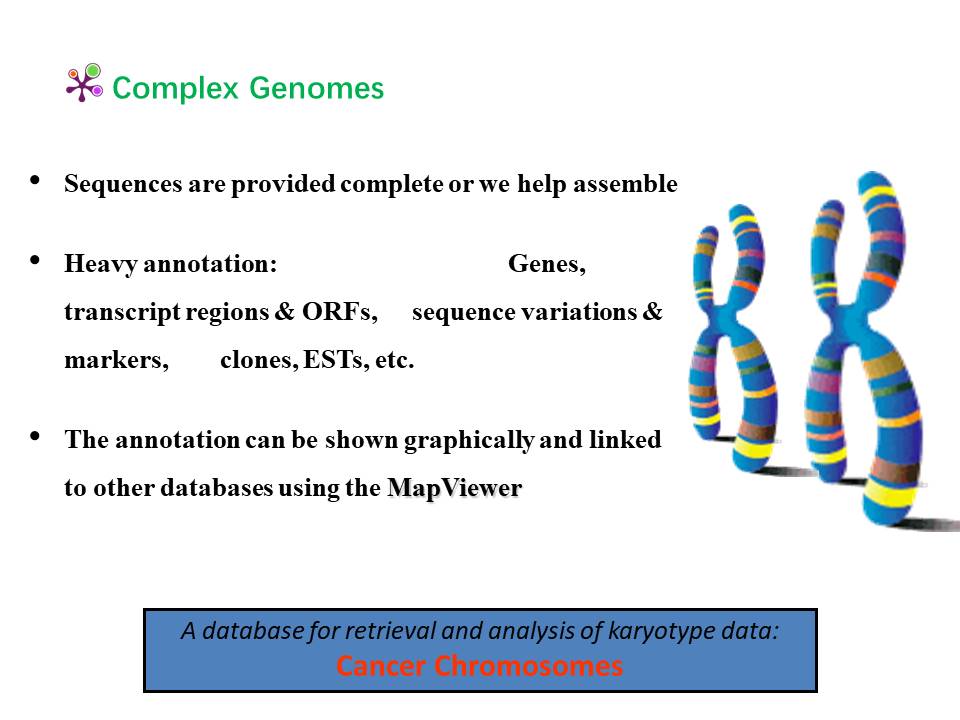 Complex Genomes
• Sequences are provided complete or we help assemble
• Heavy annotation: Genes,
transcript regions & ORFs, sequence variations &
markers, clones, ESTs, etc.
• The annotation can be shown graphically and linked
to other databases using the MapViewer
A database for retrieval and analysis of karyotype data:
Cancer Chromosomes